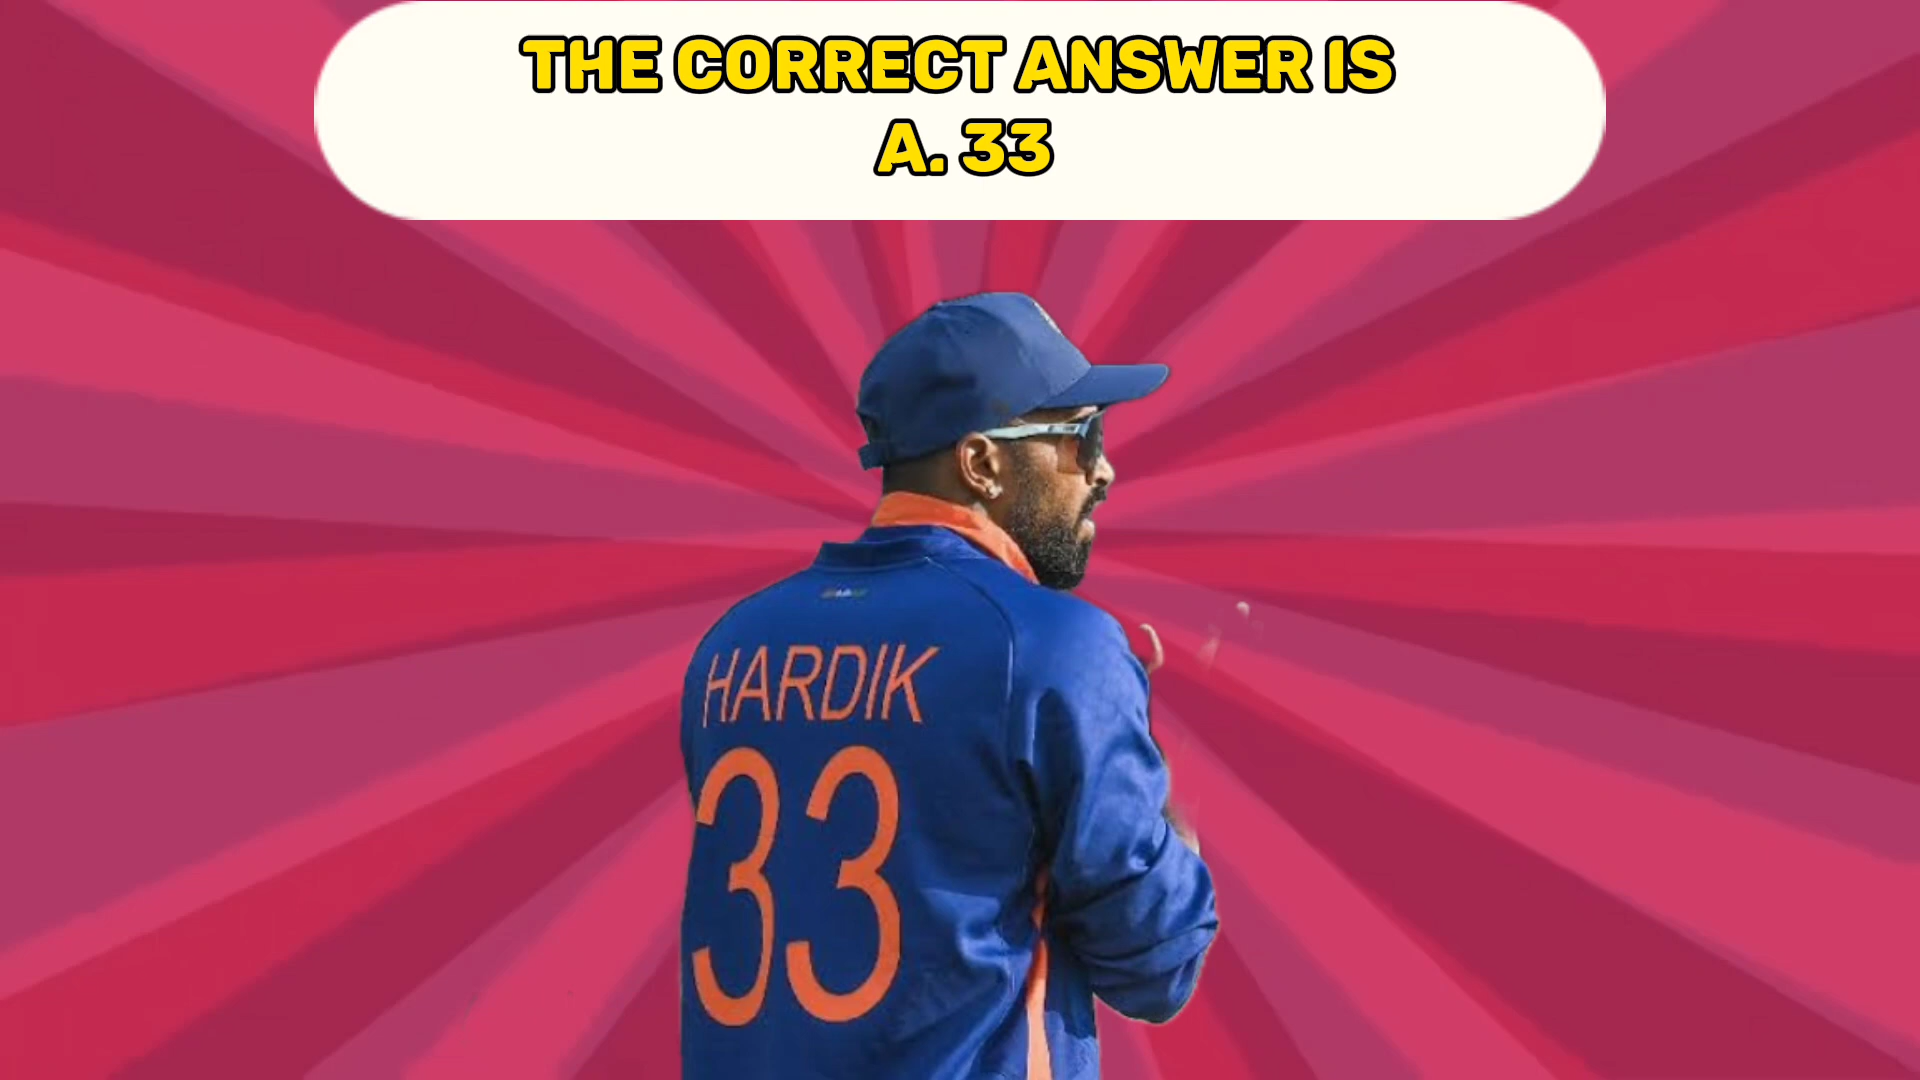 THE CORRECT ANSWER IS
A. 33
HARDIK
33